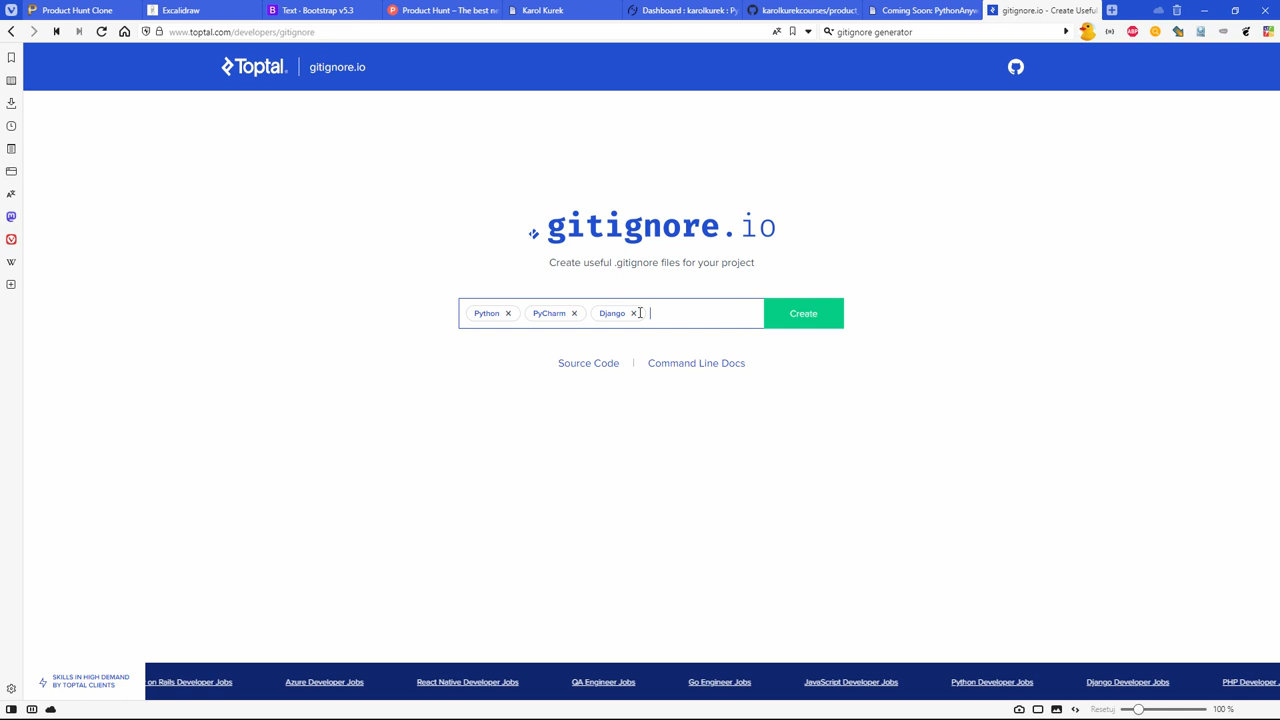 Product Hunt Clone
Excalidraw
Text · Bootstrap v5.3
Product Hunt – The best ne
Karol Kurek
Dashboard : karolkurek : Py
karolkurekcourses/product
Coming Soon: PythonAnyw
gitignore.io - Create Useful
www.toptal.com/developers/gitignore
gitignore generator
Toptal
gitignore.io
.gitignore.io
Create useful .gitignore files for your project
Python
PyCharm
Django
Create
Source Code
Command Line Docs
SKILLS IN HIGH DEMAND
BY TOPTAL CLIENTS
on Rails Developer Jobs
Azure Developer Jobs
React Native Developer Jobs
QA Engineer Jobs
Go Engineer Jobs
JavaScript Developer Jobs
Python Developer Jobs
Django Developer Jobs
PHP Developer
Resetuj
100 %